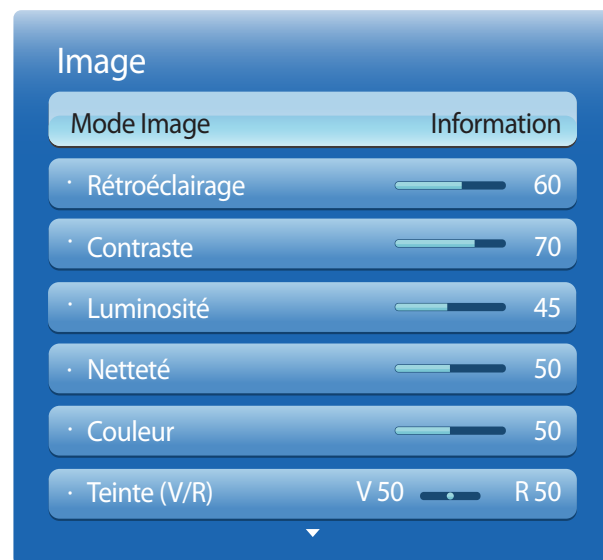 Image
Mode Image Information
· Rétroéclairage 60
· Contraste 70
· Luminosité 45
· Netteté 50
· Couleur 50
· Teinte (V/R) V 50 R 50